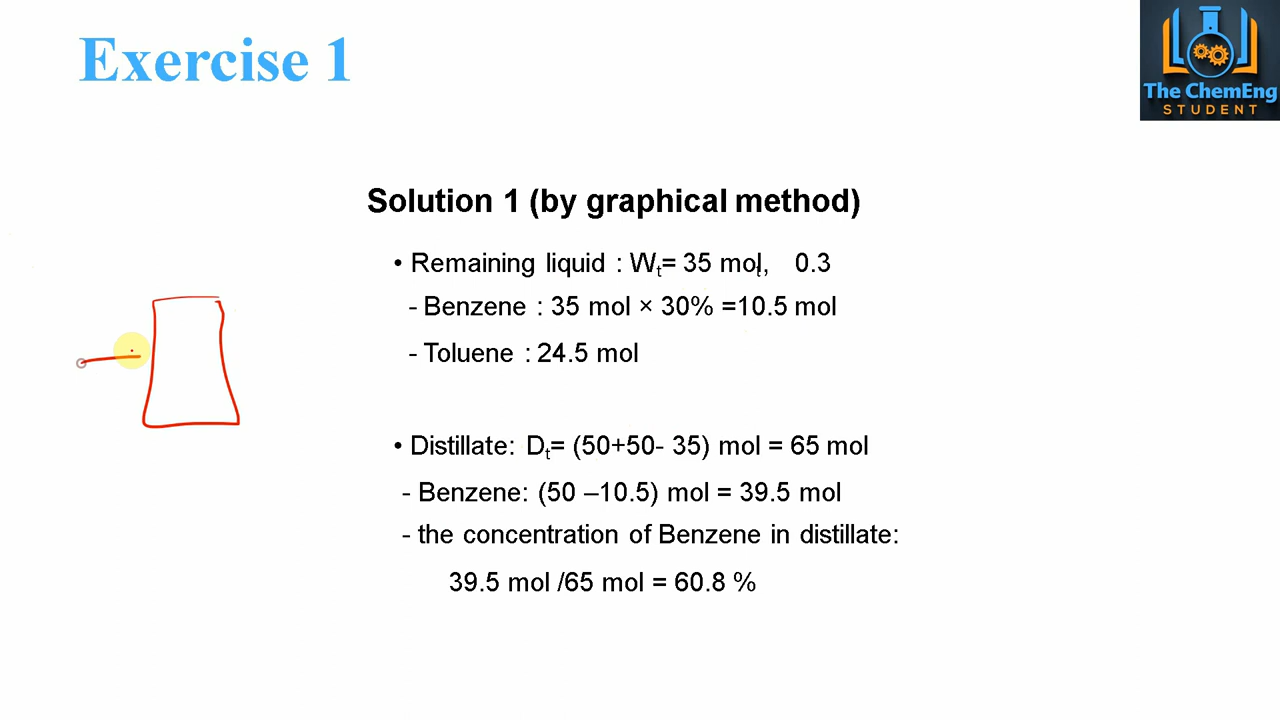 Exercise 1
The ChemEng
STUDENT
Solution 1 (by graphical method)
• Remaining liquid : Wt= 35 mol, 0.3
- Benzene : 35 mol × 30% =10.5 mol
- Toluene : 24.5 mol
• Distillate: Dt= (50+50- 35) mol = 65 mol
- Benzene: (50 –10.5) mol = 39.5 mol
- the concentration of Benzene in distillate:
39.5 mol /65 mol = 60.8 %